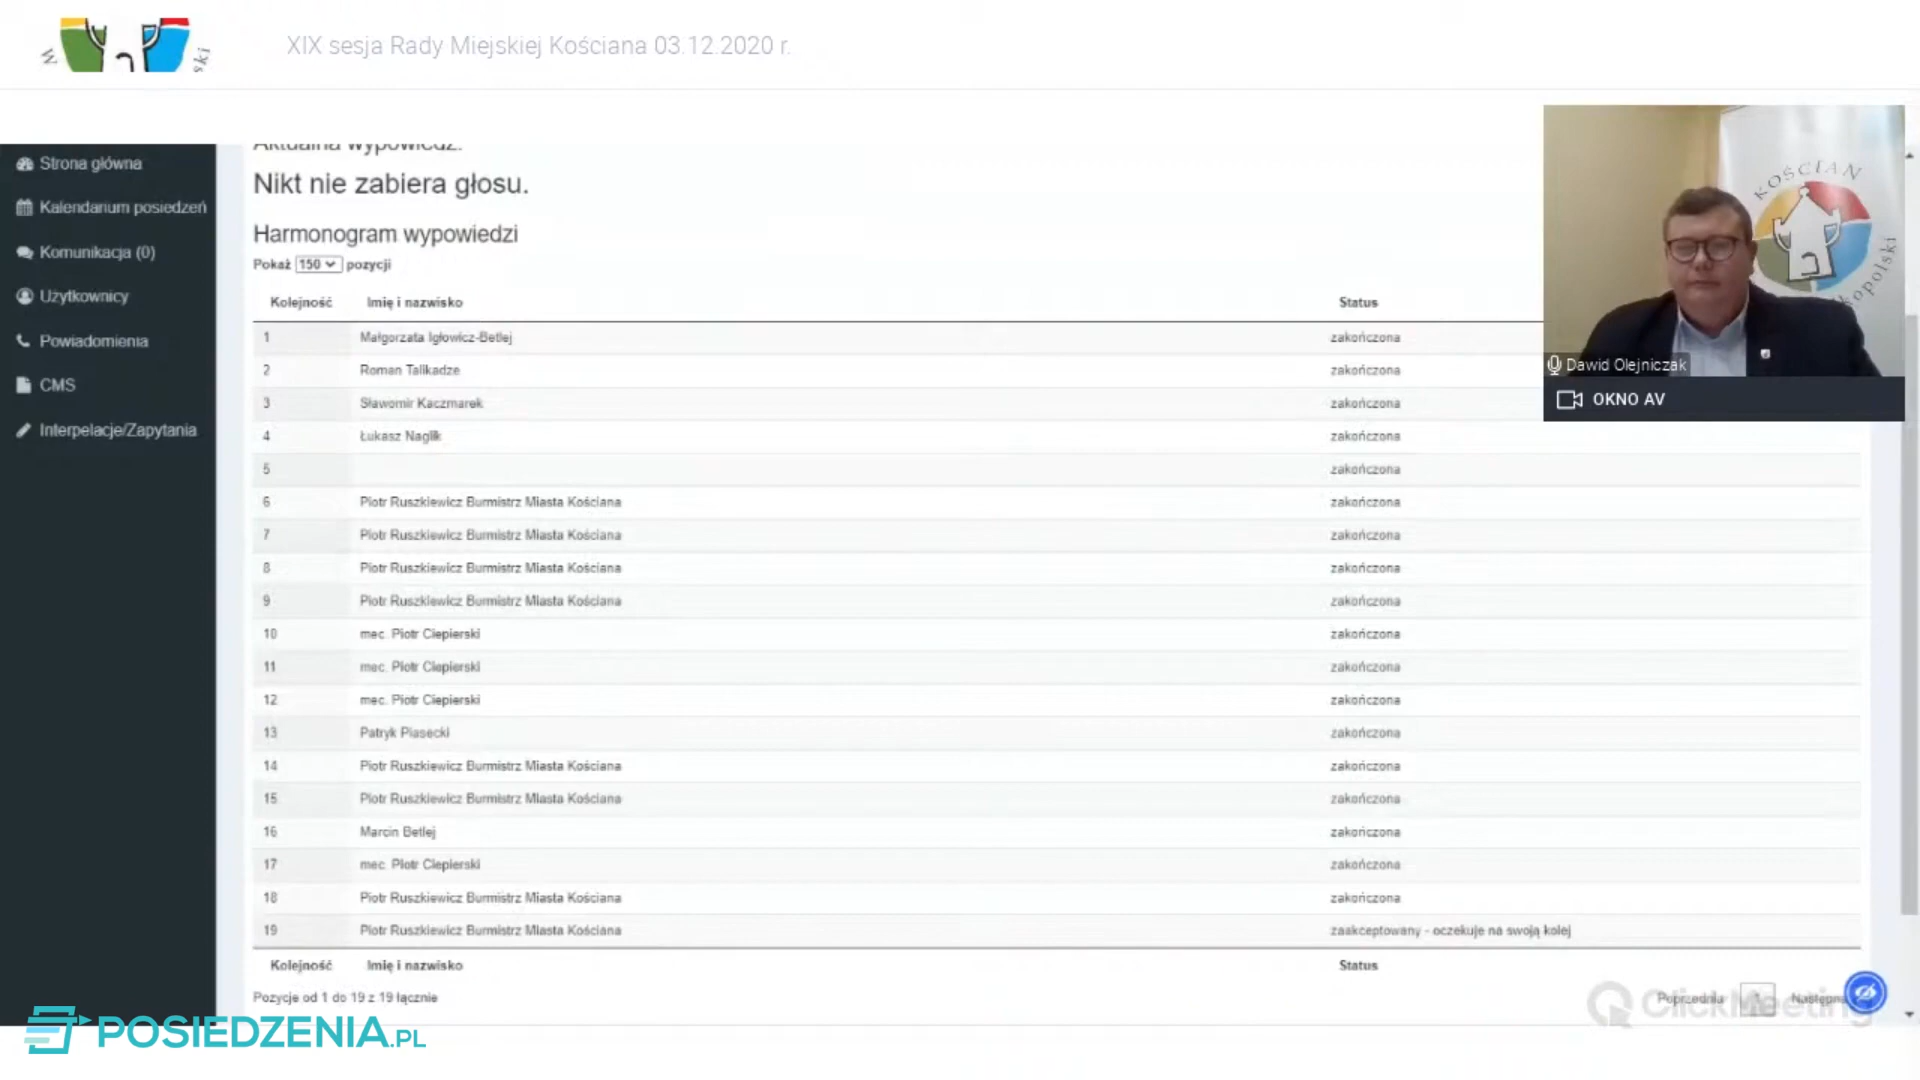 XIX sesja Rady Miejskiej Kościana 03.12.2020 r.
Strona główna
Kalendarium posiedzeń
Komunikacja (0)
Użytkownicy
Powiadomienia
CMS
Interpelacje/Zapytania
Aktualna wypowiedź:
Nikt nie zabiera głosu.
Harmonogram wypowiedzi
Pokaż 150 pozycji
Kolejność Imię i nazwisko Status
1 Małgorzata Igłowicz-Betlej zakończona
2 Roman Talikadze zakończona
3 Sławomir Kaczmarek zakończona
4 Łukasz Naglik zakończona
5 zakończona
6 Piotr Ruszkiewicz Burmistrz Miasta Kościana zakończona
7 Piotr Ruszkiewicz Burmistrz Miasta Kościana zakończona
8 Piotr Ruszkiewicz Burmistrz Miasta Kościana zakończona
9 Piotr Ruszkiewicz Burmistrz Miasta Kościana zakończona
10 mec. Piotr Ciepierski zakończona
11 mec. Piotr Ciepierski zakończona
12 mec. Piotr Ciepierski zakończona
13 Patryk Piasecki zakończona
14 Piotr Ruszkiewicz Burmistrz Miasta Kościana zakończona
15 Piotr Ruszkiewicz Burmistrz Miasta Kościana zakończona
16 Marcin Betlej zakończona
17 mec. Piotr Ciepierski zakończona
18 Piotr Ruszkiewicz Burmistrz Miasta Kościana zakończona
19 Piotr Ruszkiewicz Burmistrz Miasta Kościana zaakceptowany - oczekuje na swoją kolej
Kolejność Imię i nazwisko Status
Pozycje od 1 do 19 z 19 łącznie
Poprzednia 1 Następna
ClickMeeting
KOŚCIAN
Dawid Olejniczak
OKNO AV
POSIEDZENIA.PL